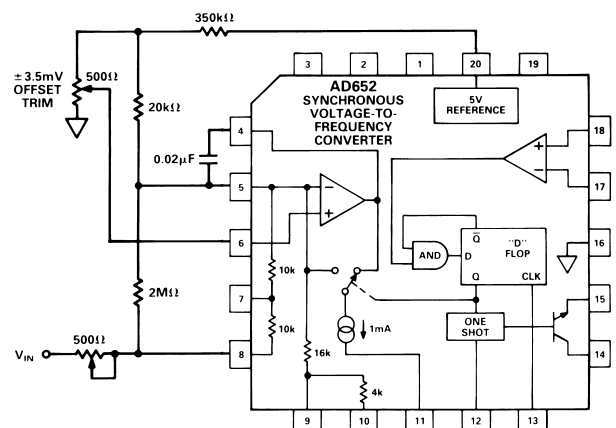 350kΩ
3
2
1
20
19
± 3.5mV
OFFSET
TRIM
500Ω
20kΩ
AD652
SYNCHRONOUS
VOLTAGE-TO-
FREQUENCY
CONVERTER
5V
REFERENCE
4
0.02μF
5
6
7
8
10k
10k
2MΩ
500Ω
VIN
16k
4k
1mA
AND
D
Q
"D"
FLOP
Q
CLK
ONE
SHOT
+
−
−
+
18
17
16
15
14
9
10
11
12
13